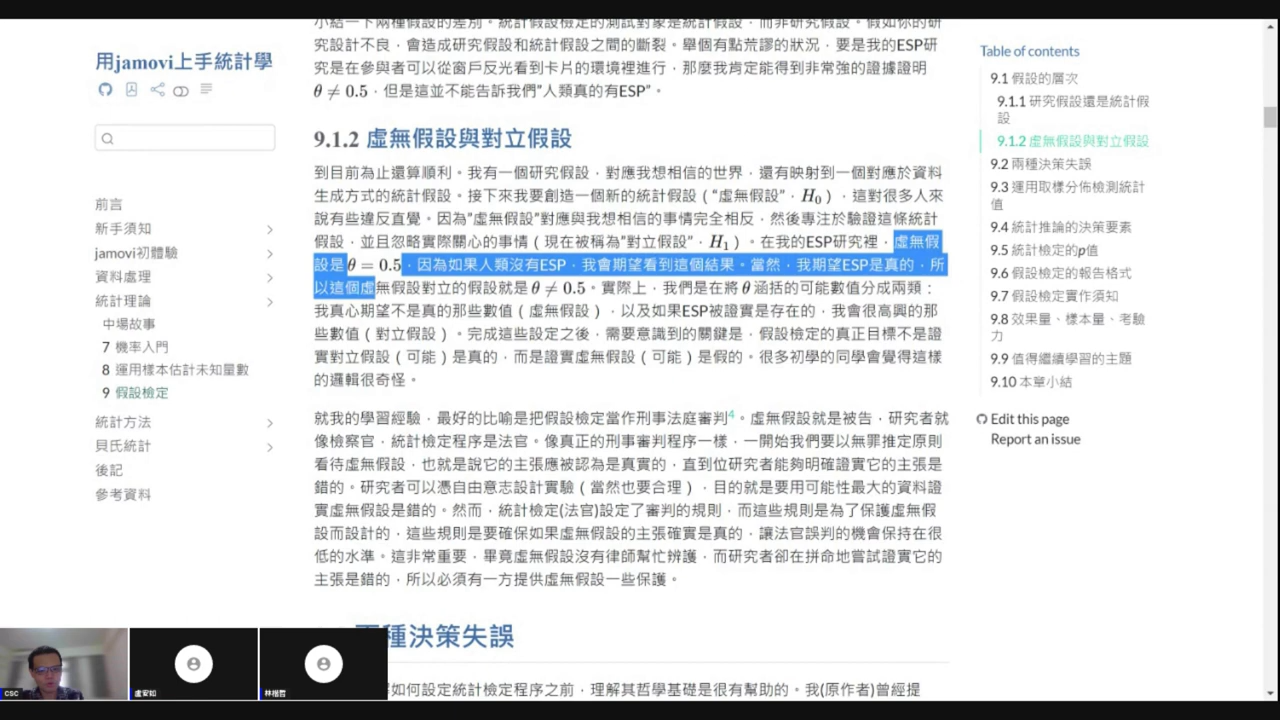 用jamovi上手統計學
前言
新手須知
jamovi初體驗
資料處理
統計理論
中場故事
7 機率入門
8 運用樣本估計未知量數
9 假設檢定
統計方法
貝氏統計
後記
參考資料
小結一下兩種假設的差別。統計假設檢定的測試對象是統計假設，而非研究假設。假如你的研
究設計不良，會造成研究假設和統計假設之間的斷裂。舉個有點荒謬的狀況，要是我的ESP研
究是在參與者可以從窗戶反光看到卡片的環境裡進行，那麼我肯定能得到非常強的證據證明
θ ≠ 0.5，但是這並不能告訴我們"人類真的有ESP"。
9.1.2 虛無假設與對立假設
到目前為止還算順利。我有一個研究假設，對應我想相信的世界，還有映射到一個對應於資料
生成方式的統計假設。接下來我要創造一個新的統計假設（"虛無假設"，H₀），這對很多人來
說有些違反直覺。因為"虛無假設"對應與我想相信的事情完全相反，然後專注於驗證這條統計
假設，並且忽略實際關心的事情（現在被稱為"對立假設"，H₁）。在我的ESP研究裡，虛無假
設是 θ = 0.5，因為如果人類沒有ESP，我會期望看到這個結果。當然，我期望ESP是真的，所
以這個虛無假設對立的假設就是 θ ≠ 0.5。實際上，我們是在將 θ 涵括的可能數值分成兩類：
我真心期望不是真的那些數值（虛無假設），以及如果ESP被證實是存在的，我會很高興的那
些數值（對立假設）。完成這些設定之後，需要意識到的關鍵是，假設檢定的真正目標不是證
實對立假設（可能）是真的，而是證實虛無假設（可能）是假的。很多初學的同學會覺得這樣
的邏輯很奇怪。
就我的學習經驗，最好的比喻是把假設檢定當作刑事法庭審判⁴。虛無假設就是被告，研究者就
像檢察官，統計檢定程序是法官。像真正的刑事審判程序一樣，一開始我們要以無罪推定原則
看待虛無假設，也就是說它的主張應被認為是真實的，直到位研究者能夠明確證實它的主張是
錯的。研究者可以憑自由意志設計實驗（當然也要合理），目的就是要用可能性最大的資料證
實虛無假設是錯的。然而，統計檢定(法官)設定了審判的規則，而這些規則是為了保護虛無假
設而設計的，這些規則是要確保如果虛無假設的主張確實是真的，讓法官誤判的機會保持在很
低的水準。這非常重要，畢竟虛無假設沒有律師幫忙辨護，而研究者卻在拼命地嘗試證實它的
主張是錯的，所以必須有一方提供虛無假設一些保護。
種決策失誤
如何設定統計檢定程序之前，理解其哲學基礎是很有幫助的。我(原作者)曾經提
Table of contents
9.1 假設的層次
9.1.1 研究假設還是統計假
設
9.1.2 虛無假設與對立假設
9.2 兩種決策失誤
9.3 運用取樣分佈檢測統計
值
9.4 統計推論的決策要素
9.5 統計檢定的p值
9.6 假設檢定的報告格式
9.7 假設檢定實作須知
9.8 效果量、樣本量、考驗
力
9.9 值得繼續學習的主題
9.10 本章小結
Edit this page
Report an issue
CSC